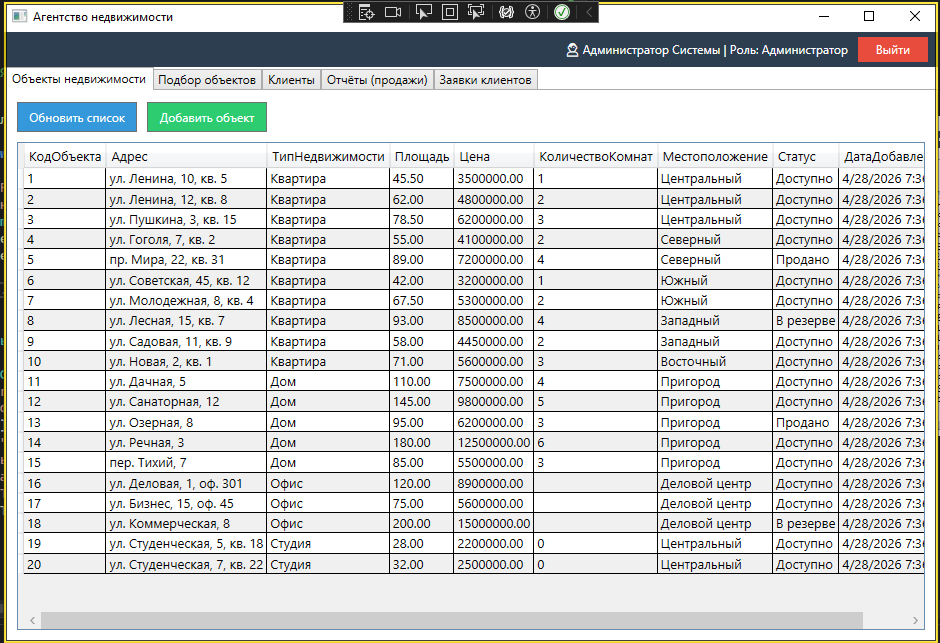 Агентство недвижимости
Администратор Системы | Роль: Администратор Выйти
Объекты недвижимости Подбор объектов Клиенты Отчёты (продажи) Заявки клиентов
Обновить список Добавить объект
КодОбъекта Адрес ТипНедвижимости Площадь Цена КоличествоКомнат Местоположение Статус ДатаДобавле
1 ул. Ленина, 10, кв. 5 Квартира 45.50 3500000.00 1 Центральный Доступно 4/28/2026 7:3
2 ул. Ленина, 12, кв. 8 Квартира 62.00 4800000.00 2 Центральный Доступно 4/28/2026 7:3
3 ул. Пушкина, 3, кв. 15 Квартира 78.50 6200000.00 3 Центральный Доступно 4/28/2026 7:3
4 ул. Гоголя, 7, кв. 2 Квартира 55.00 4100000.00 2 Северный Доступно 4/28/2026 7:3
5 пр. Мира, 22, кв. 31 Квартира 89.00 7200000.00 4 Северный Продано 4/28/2026 7:3
6 ул. Советская, 45, кв. 12 Квартира 42.00 3200000.00 1 Южный Доступно 4/28/2026 7:3
7 ул. Молодежная, 8, кв. 4 Квартира 67.50 5300000.00 2 Южный Доступно 4/28/2026 7:3
8 ул. Лесная, 15, кв. 7 Квартира 93.00 8500000.00 4 Западный В резерве 4/28/2026 7:3
9 ул. Садовая, 11, кв. 9 Квартира 58.00 4450000.00 2 Западный Доступно 4/28/2026 7:3
10 ул. Новая, 2, кв. 1 Квартира 71.00 5600000.00 3 Восточный Доступно 4/28/2026 7:3
11 ул. Дачная, 5 Дом 110.00 7500000.00 4 Пригород Доступно 4/28/2026 7:3
12 ул. Санаторная, 12 Дом 145.00 9800000.00 5 Пригород Доступно 4/28/2026 7:3
13 ул. Озерная, 8 Дом 95.00 6200000.00 3 Пригород Продано 4/28/2026 7:3
14 ул. Речная, 3 Дом 180.00 12500000.00 6 Пригород Доступно 4/28/2026 7:3
15 пер. Тихий, 7 Дом 85.00 5500000.00 3 Пригород Доступно 4/28/2026 7:3
16 ул. Деловая, 1, оф. 301 Офис 120.00 8900000.00 Деловой центр Доступно 4/28/2026 7:3
17 ул. Бизнес, 15, оф. 45 Офис 75.00 5600000.00 Деловой центр Доступно 4/28/2026 7:3
18 ул. Коммерческая, 8 Офис 200.00 15000000.00 Деловой центр В резерве 4/28/2026 7:3
19 ул. Студенческая, 5, кв. 18 Студия 28.00 2200000.00 0 Центральный Доступно 4/28/2026 7:3
20 ул. Студенческая, 7, кв. 22 Студия 32.00 2500000.00 0 Центральный Доступно 4/28/2026 7:3